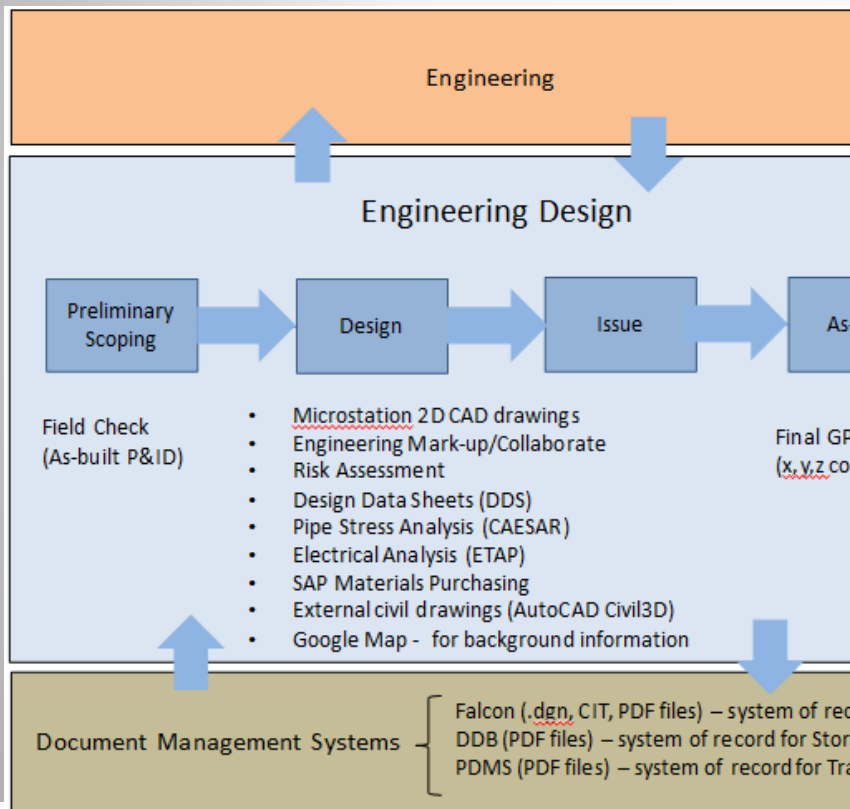 Engineering
Engineering Design
Preliminary
Scoping
Design
Issue
Field Check
(As-built P&ID)
• Microstation 2D CAD drawings
• Engineering Mark-up/Collaborate
• Risk Assessment
• Design Data Sheets (DDS)
• Pipe Stress Analysis (CAESAR)
• Electrical Analysis (ETAP)
• SAP Materials Purchasing
• External civil drawings (AutoCAD Civil3D)
• Google Map - for background information
Final
(x,y,z
Document Management Systems
Falcon (.dgn, CIT, PDF files) – system of
DDB (PDF files) – system of record for
PDMS (PDF files) – system of record for